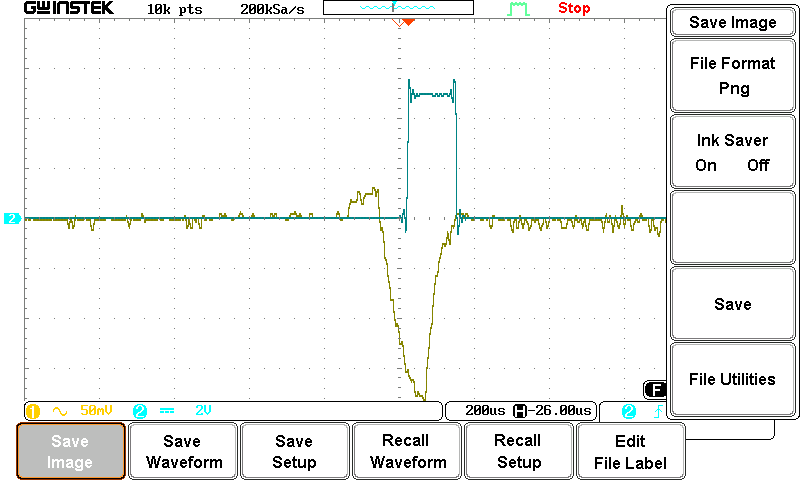 GWINSTEK 10k pts 200kSa/s Stop
Save Image
File Format
Png
Ink Saver
On Off
Save
File Utilities
2
F
1 50mV 2 2V 200us H -26.00us 2
Save
Image
Save
Waveform
Save
Setup
Recall
Waveform
Recall
Setup
Edit
File Label